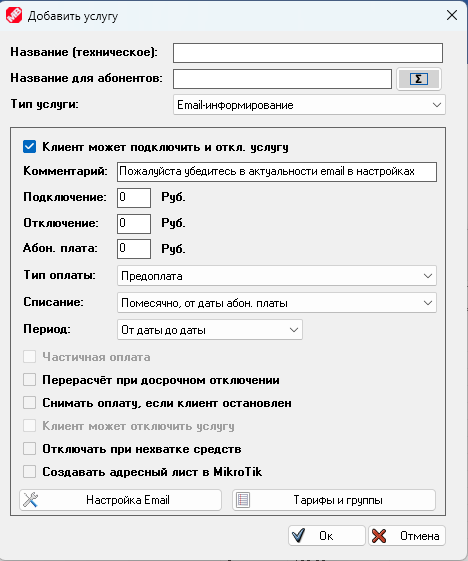 Добавить услугу
Название (техническое):
Название для абонентов: Σ
Тип услуги: Email-информирование
Клиент может подключить и откл. услугу
Комментарий: Пожалуйста убедитесь в актуальности email в настройках
Подключение: 0 Руб.
Отключение: 0 Руб.
Абон. плата: 0 Руб.
Тип оплаты: Предоплата
Списание: Помесячно, от даты абон. платы
Период: От даты до даты
Частичная оплата
Перерасчёт при досрочном отключении
Снимать оплату, если клиент остановлен
Клиент может отключить услугу
Отключать при нехватке средств
Создавать адресный лист в MikroTik
Настройка Email Тарифы и группы
Ок Отмена